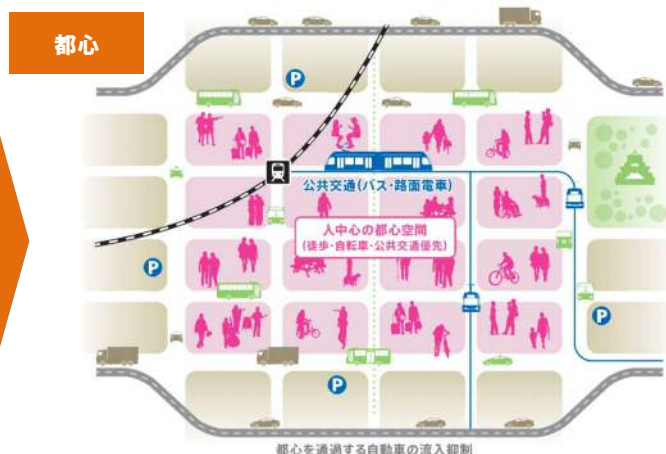 都心
P
公共交通(バス・路面電車)
人中心の都心空間
(徒歩・自転車・公共交通優先)
P
P
P
都心を通過する自動車の流入抑制